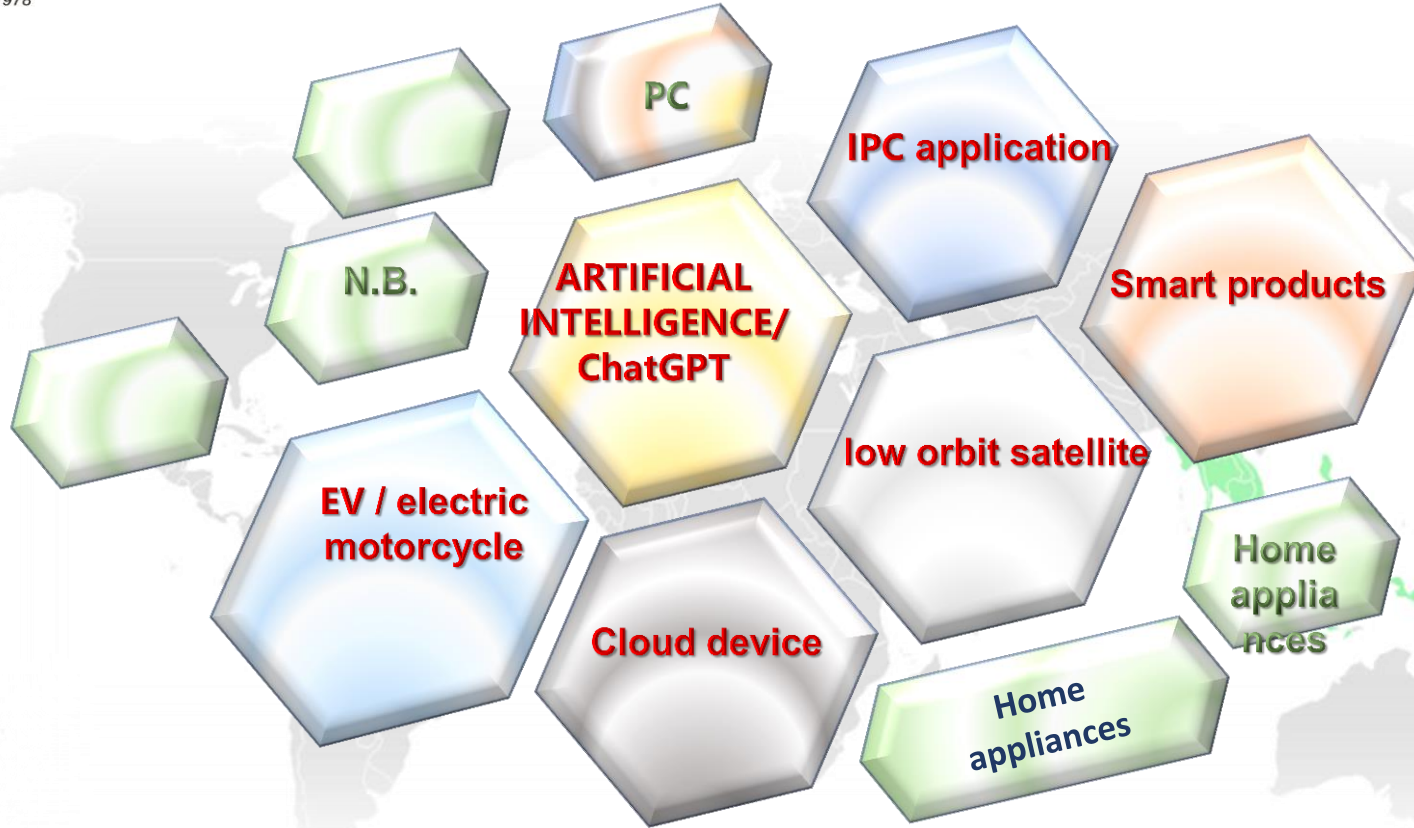 978
PC
IPC application
N.B.
ARTIFICIAL
INTELLIGENCE/
ChatGPT
Smart products
low orbit satellite
EV / electric
motorcycle
Home
applia
nces
Cloud device
Home
appliances